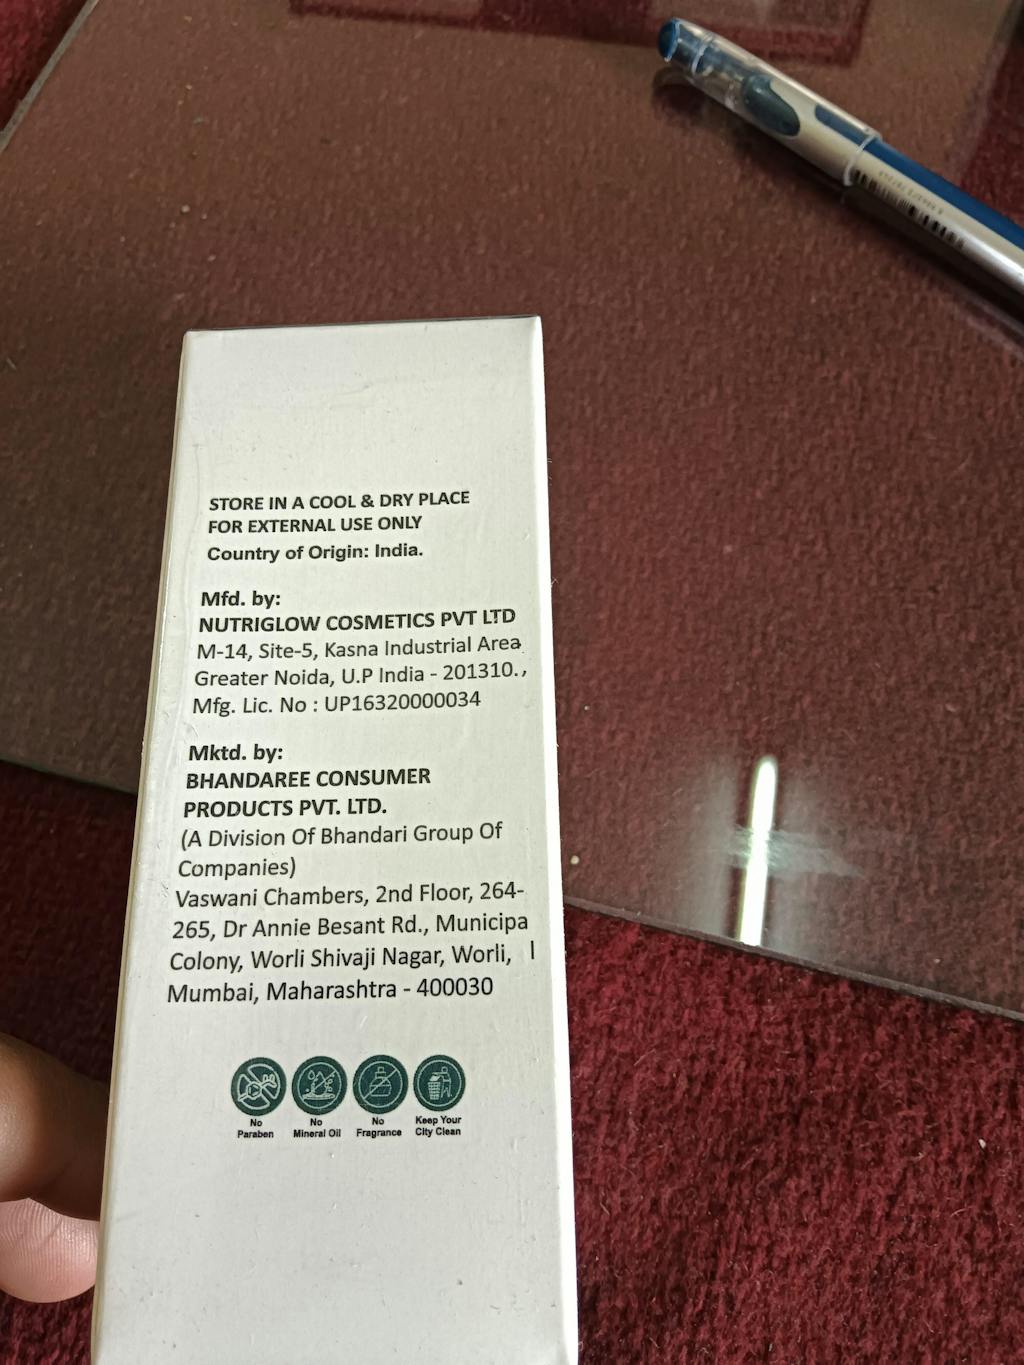 STORE IN A COOL & DRY PLACE
FOR EXTERNAL USE ONLY
Country of Origin: India.
Mfd. by:
NUTRIGLOW COSMETICS PVT LTD
M-14, Site-5, Kasna Industrial Area
Greater Noida, U.P India - 201310.,
Mfg. Lic. No : UP16320000034
Mktd. by:
BHANDAREE CONSUMER
PRODUCTS PVT. LTD.
(A Division Of Bhandari Group Of
Companies)
Vaswani Chambers, 2nd Floor, 264-
265, Dr Annie Besant Rd., Municipa
Colony, Worli Shivaji Nagar, Worli, l
Mumbai, Maharashtra - 400030
No Paraben
No Mineral Oil
No Fragrance
Keep Your City Clean